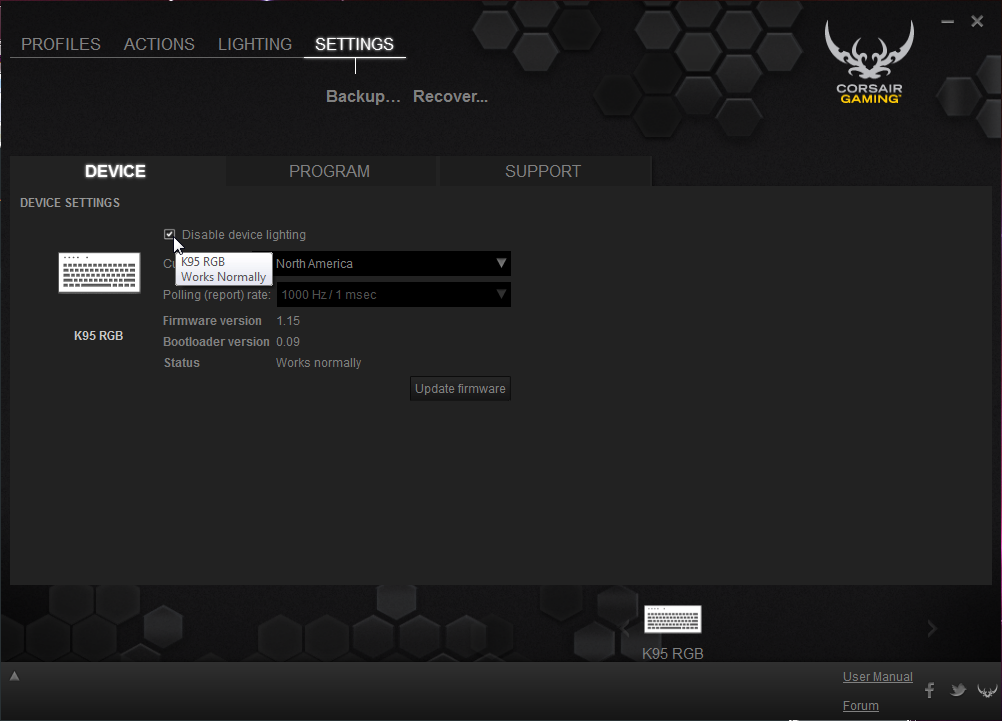 PROFILES ACTIONS LIGHTING SETTINGS
Backup... Recover...
CORSAIR
GAMING
DEVICE PROGRAM SUPPORT
DEVICE SETTINGS
Disable device lighting
K95 RGB
Works Normally
North America
Polling (report) rate: 1000 Hz / 1 msec
Firmware version 1.15
K95 RGB
Bootloader version 0.09
Status Works normally
Update firmware
K95 RGB
User Manual
Forum